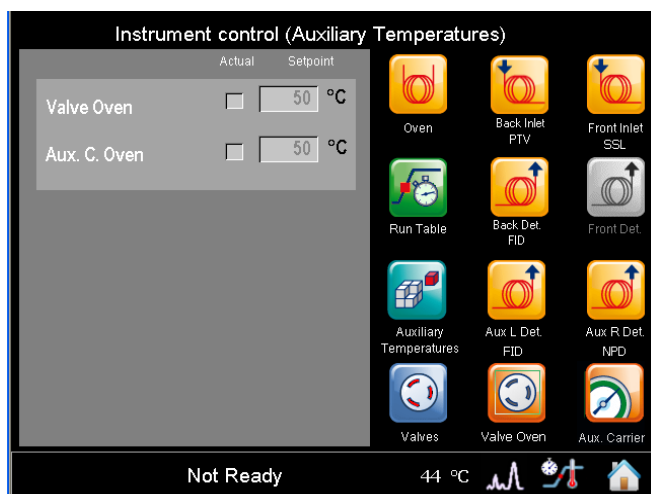 Instrument control (Auxiliary Temperatures)
Actual Setpoint
Valve Oven 50 °C
Aux. C. Oven 50 °C
Oven
Back Inlet
PTV
Front Inlet
SSL
Run Table
Back Det.
FID
Front Det.
Auxiliary
Temperatures
Aux L Det.
FID
Aux R Det.
NPD
Valves
Valve Oven
Aux. Carrier
Not Ready 44 °C